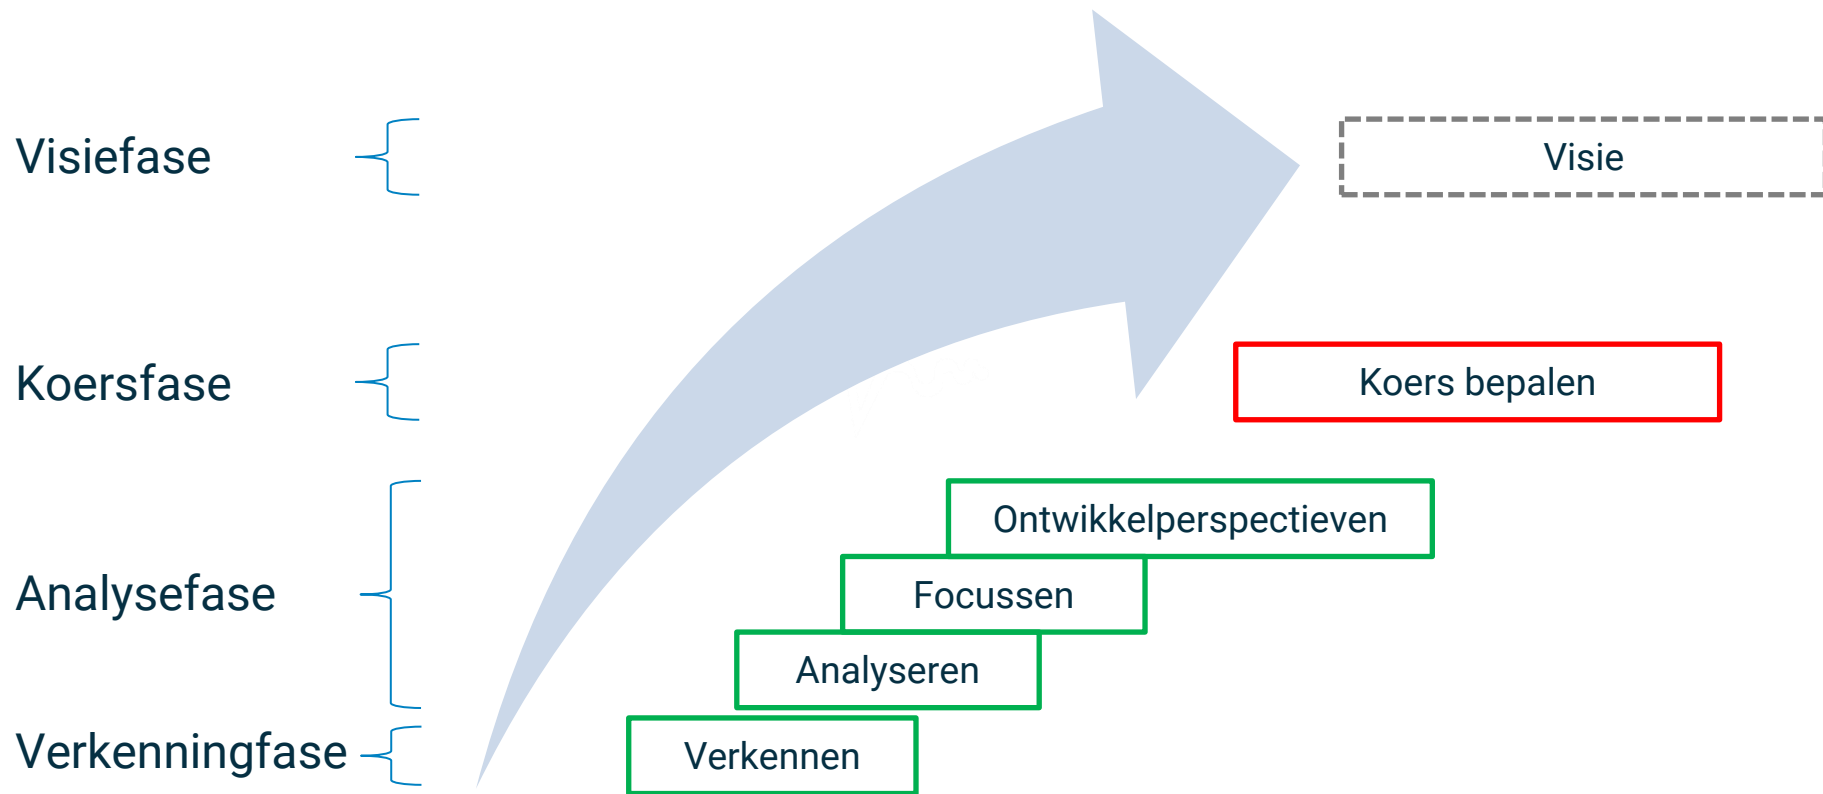 Visiefase
Visie
Koersfase
Koers bepalen
Ontwikkelperspectieven
Analysefase
Focussen
Analyseren
Verkenningfase
Verkennen